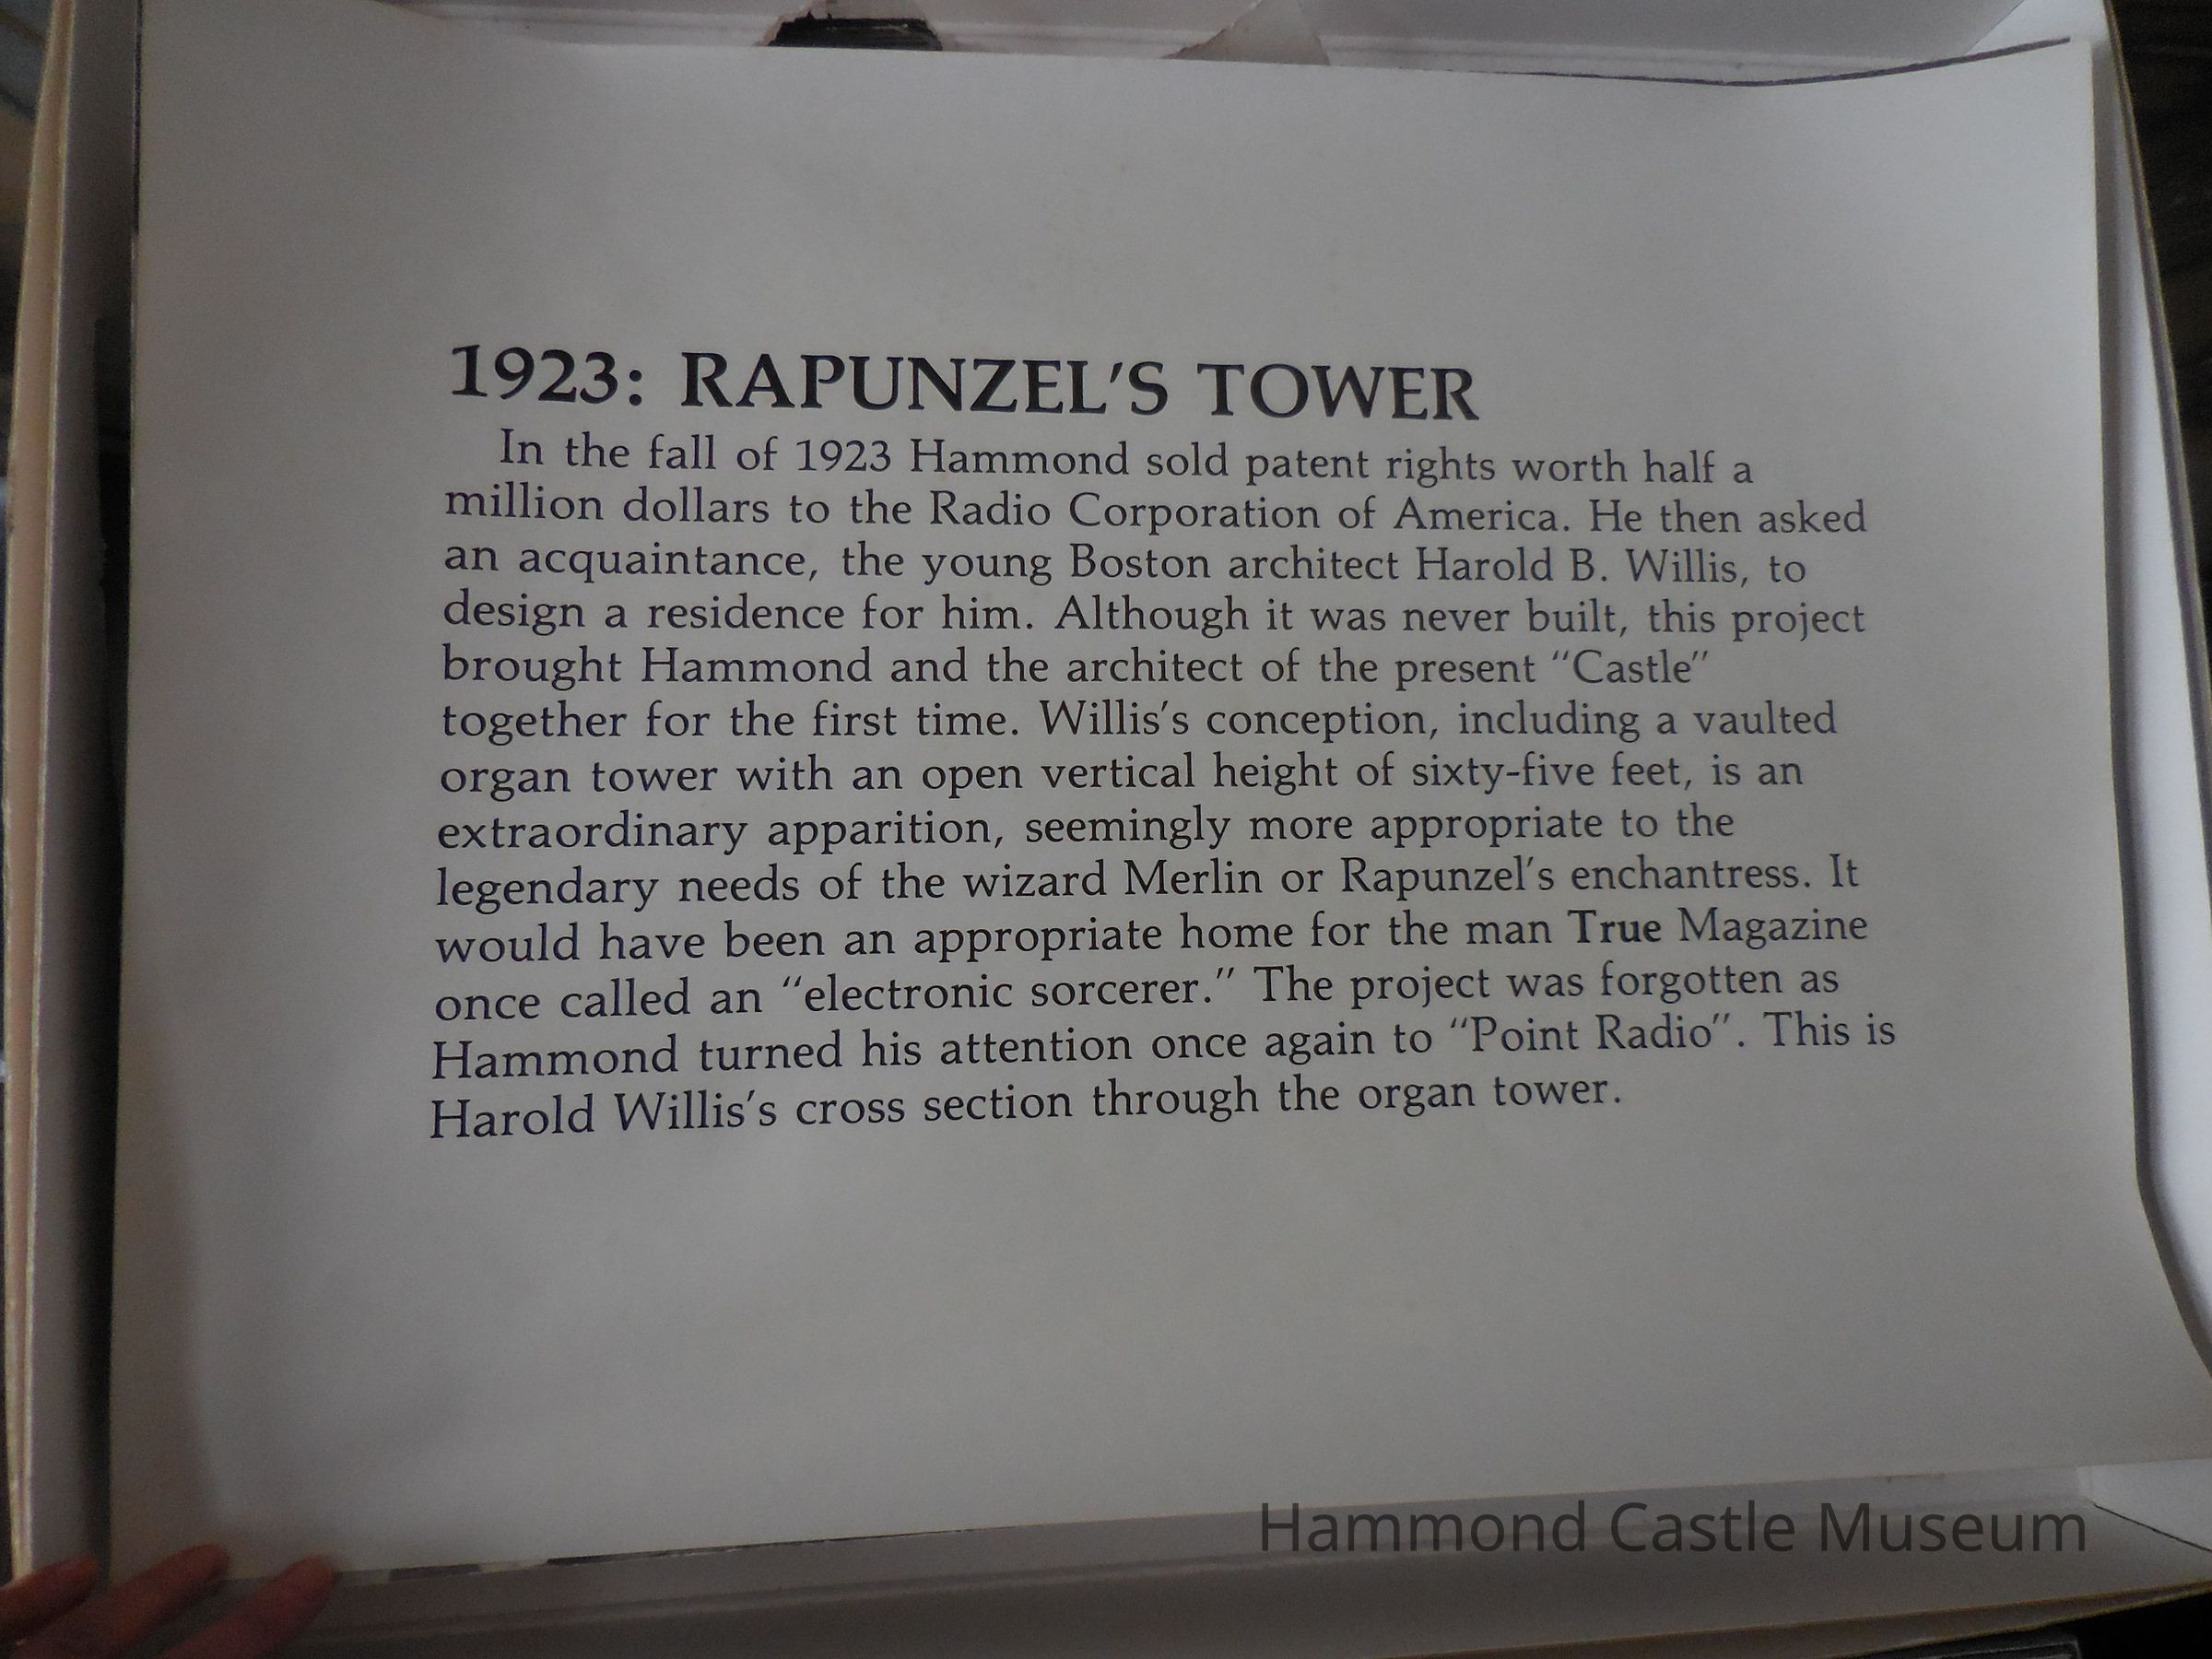 1923: RAPUNZEL'S TOWER
In the fall of 1923 Hammond sold patent rights worth half a
million dollars to the Radio Corporation of America. He then asked
an acquaintance, the young Boston architect Harold B. Willis, to
design a residence for him. Although it was never built, this project
brought Hammond and the architect of the present "Castle"
together for the first time. Willis's conception, including a vaulted
organ tower with an open vertical height of sixty-five feet, is an
extraordinary apparition, seemingly more appropriate to the
legendary needs of the wizard Merlin or Rapunzel's enchantress. It
would have been an appropriate home for the man True Magazine
once called an "electronic sorcerer." The project was forgotten as
Hammond turned his attention once again to "Point Radio". This is
Harold Willis's cross section through the organ tower.
Hammond Castle Museum